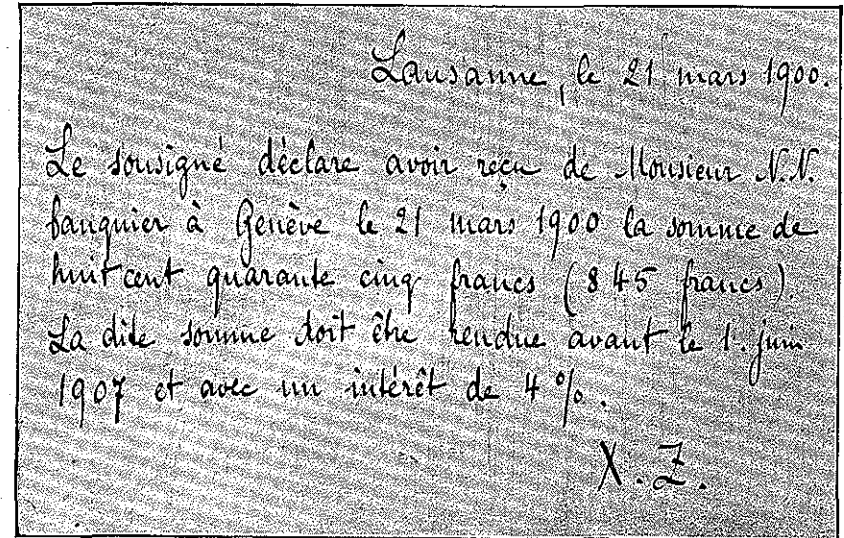 Lausanne, le 21 mars 1900.
Le sousigné déclare avoir reçu de Monsieur N.N.
banquier à Genève le 21 mars 1900 la somme de
huit cent quarante cinq francs (845 francs).
La dite somme doit être rendue avant le 1. juin
1907 et avec un intérêt de 4 %.
X. Z.